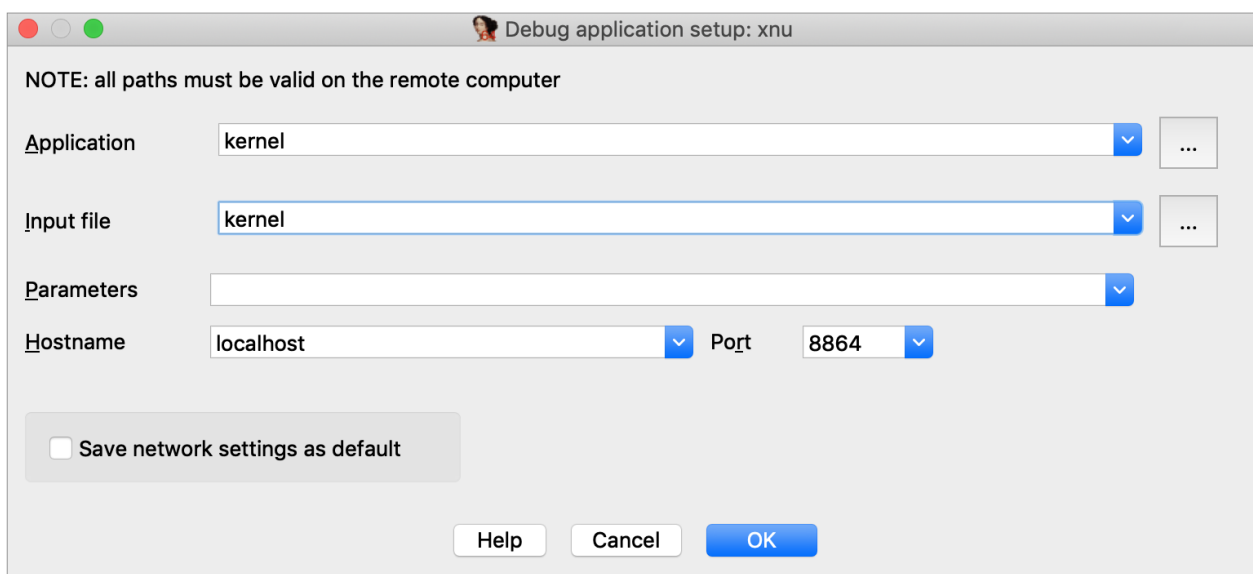 Debug application setup: xnu
NOTE: all paths must be valid on the remote computer
Application kernel ...
Input file kernel ...
Parameters
Hostname localhost Port 8864
Save network settings as default
Help Cancel OK